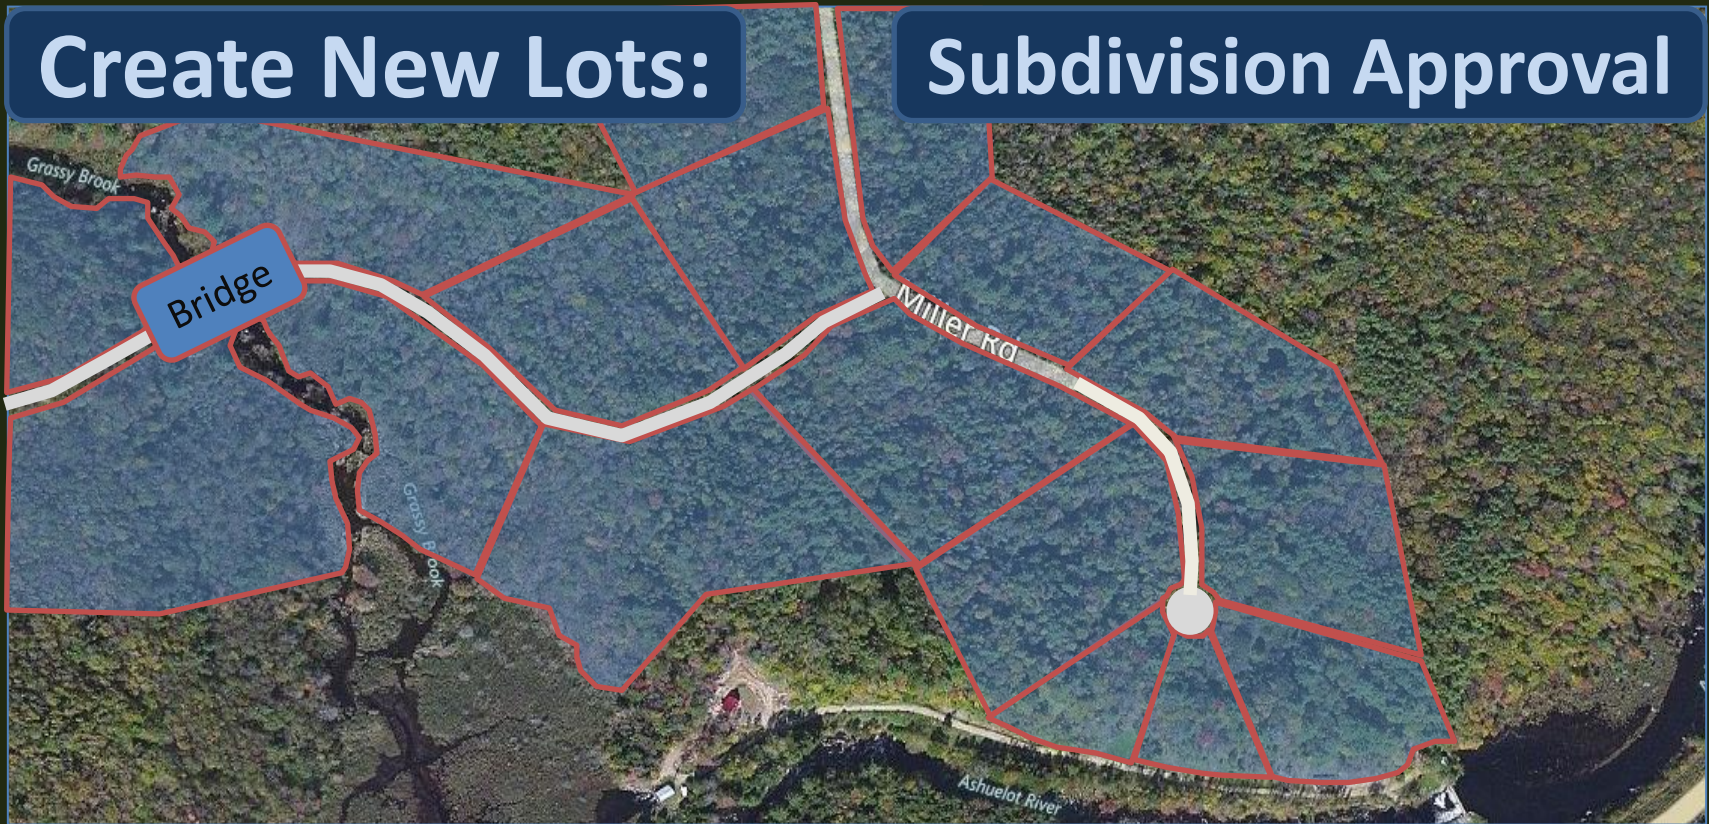 Create New Lots:
Subdivision Approval
Grassy Brook
Bridge
Miller Rd
Grassy Brook
Ashuelot River